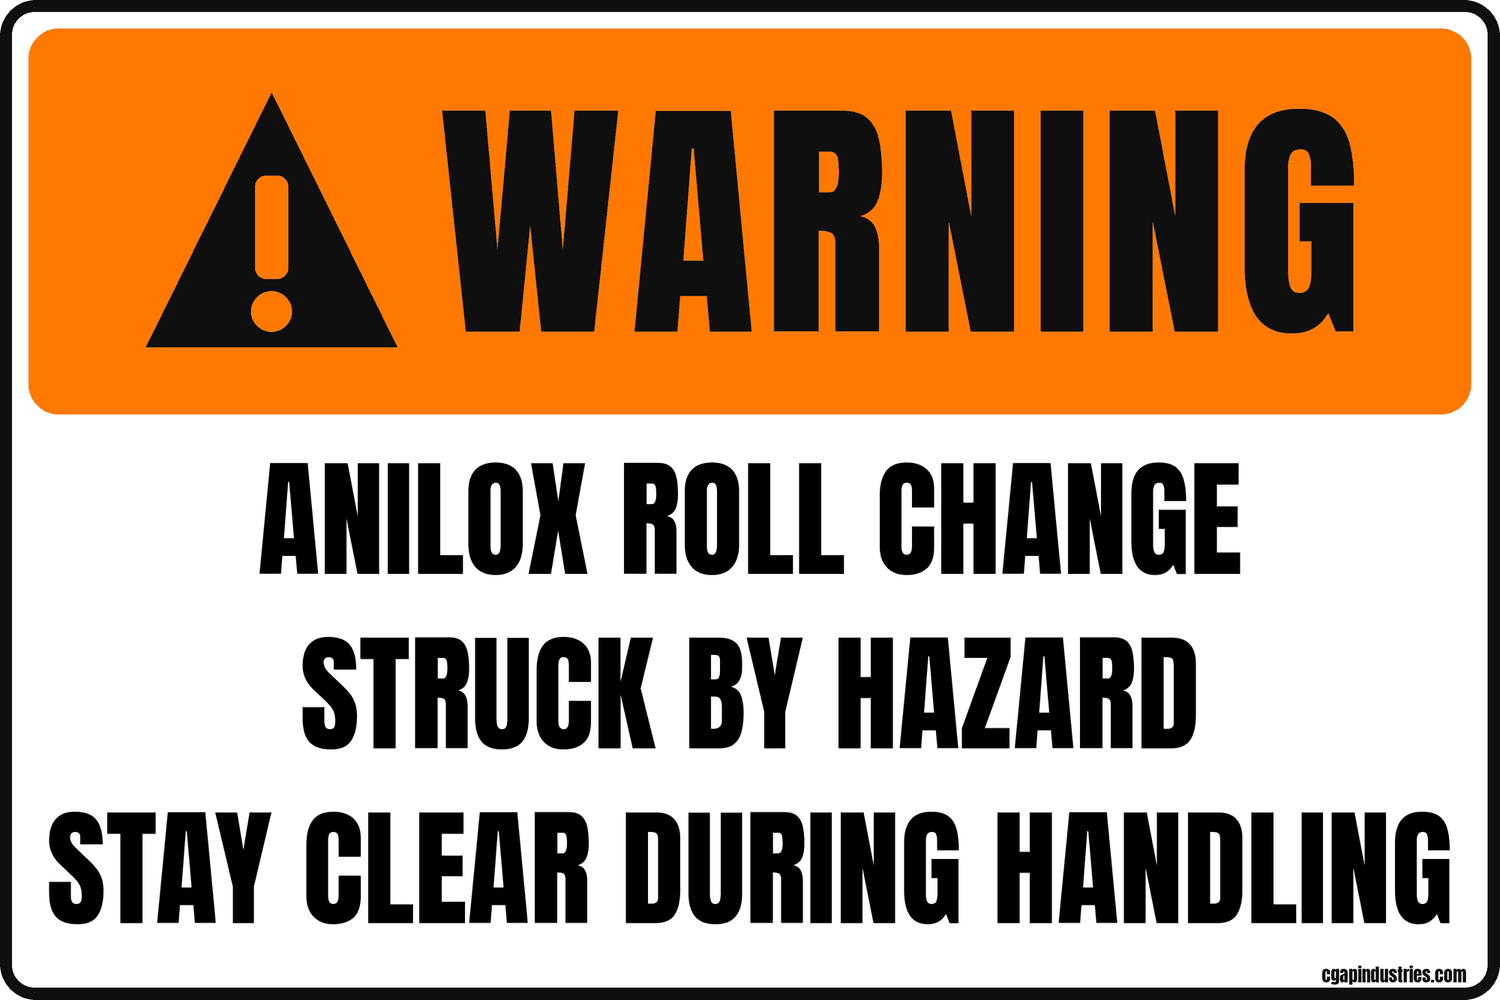 WARNING
ANILOX ROLL CHANGE
STRUCK BY HAZARD
STAY CLEAR DURING HANDLING
cgapindustries.com